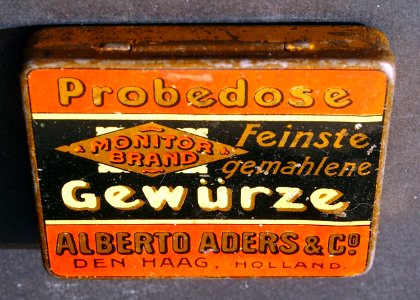 Probedose
MONITOR
BRAND
Feinste
gemahlene
Gewürze
ALBERTO ADERS & Co
DEN HAAG, HOLLAND.